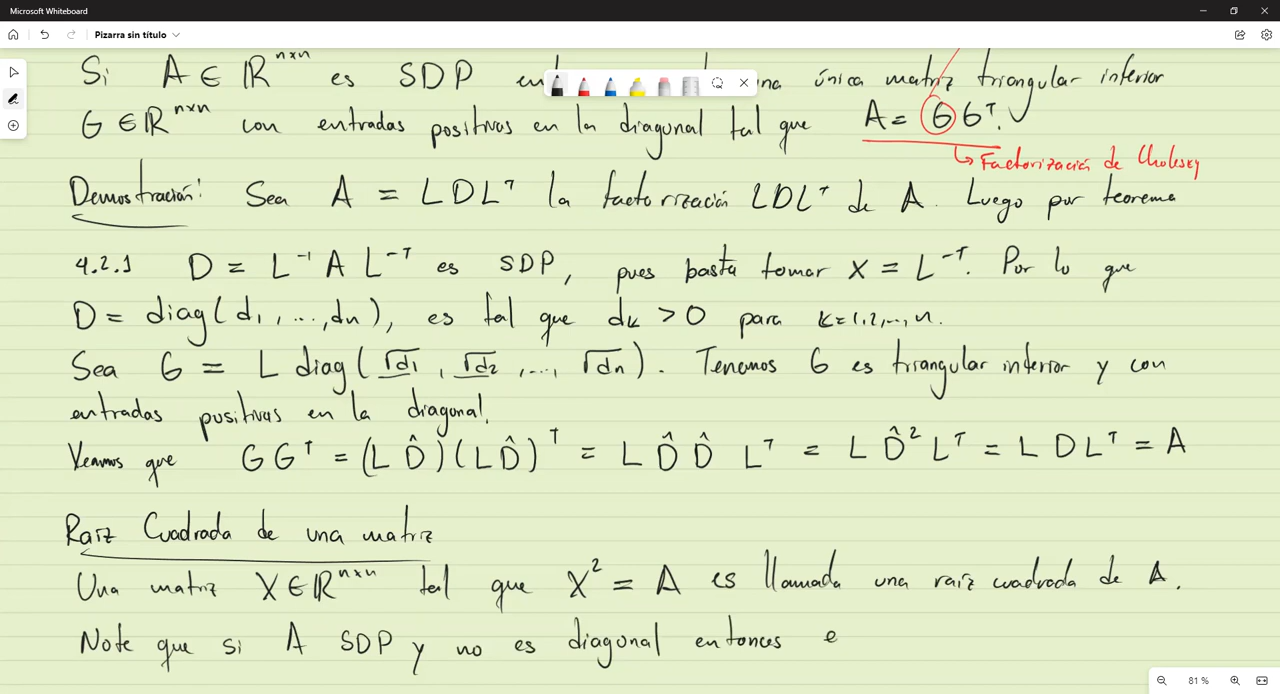 Microsoft Whiteboard
Pizarra sin título
Si A ∈ ℝⁿˣⁿ es SDP única matriz triangular inferior
G ∈ ℝⁿˣⁿ con entradas positivas en la diagonal tal que A = G Gᵀ.
↳ Factorización de Cholesky
Demostración: Sea A = LDLᵀ la factorización LDLᵀ de A. Luego por teorema
4.2.1 D = L⁻¹ A L⁻ᵀ es SDP, pues basta tomar X = L⁻ᵀ. Por lo que
D = diag(d₁, ..., dn), es tal que dk > 0 para k=1,2,...,n.
Sea G = L diag(√d₁, √d₂, ..., √dn). Tenemos G es triangular inferior y con
entradas positivas en la diagonal.
Veamos que G Gᵀ = (L D̂)(L D̂)ᵀ = L D̂ D̂ Lᵀ = L D̂² Lᵀ = L D Lᵀ = A
Raíz Cuadrada de una matriz
Una matriz X ∈ ℝⁿˣⁿ tal que X² = A es llamada una raíz cuadrada de A.
Note que si A SDP y no es diagonal entonces e
81 %